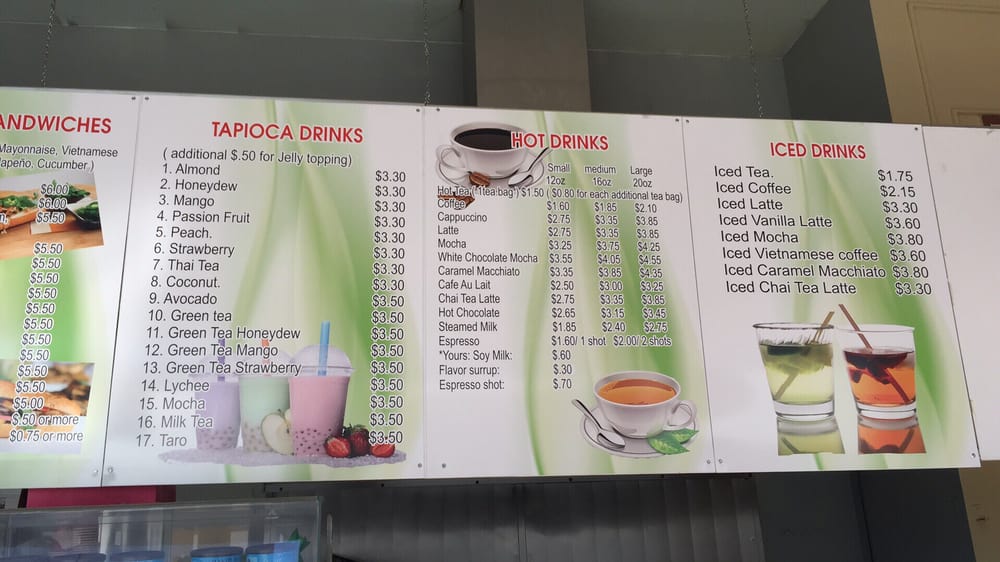 ANDWICHES
Mayonnaise, Vietnamese
lapeño, Cucumber )
$6.00
$6.00
$5.50
$5.50
$5.50
$5.50
$5.50
$5.50
$5.50
$5.50
$5.50
$5.50
$5.50
$5.00
$.50 or more
$0.75 or more
TAPIOCA DRINKS
( additional $.50 for Jelly topping)
1. Almond $3.30
2. Honeydew $3.30
3. Mango $3.30
4. Passion Fruit $3.30
5. Peach. $3.30
6. Strawberry $3.30
7. Thai Tea $3.30
8. Coconut. $3.30
9. Avocado $3.50
10. Green tea $3.50
11. Green Tea Honeydew $3.50
12. Green Tea Mango $3.50
13. Green Tea Strawberry $3.50
14. Lychee $3.50
15. Mocha $3.50
16. Milk Tea $3.50
17. Taro $3.50
HOT DRINKS
Small medium Large
12oz 16oz 20oz
Hot Tea ( 1tea bag ) $1.50 ( $0.80 for each additional tea bag)
Coffee $1.60 $1.85 $2.10
Cappuccino $2.75 $3.35 $3.85
Latte $2.75 $3.35 $3.85
Mocha $3.25 $3.75 $4.25
White Chocolate Mocha $3.55 $4.05 $4.55
Caramel Macchiato $3.35 $3.85 $4.35
Cafe Au Lait $2.50 $3.00 $3.25
Chai Tea Latte $2.75 $3.35 $3.85
Hot Chocolate $2.65 $3.15 $3.45
Steamed Milk $1.85 $2.40 $2.75
Espresso $1.60/ 1 shot $2.00/ 2 shots
*Yours: Soy Milk: $.60
Flavor surrup: $.30
Espresso shot: $.70
ICED DRINKS
Iced Tea. $1.75
Iced Coffee $2.15
Iced Latte $3.30
Iced Vanilla Latte $3.60
Iced Mocha $3.80
Iced Vietnamese coffee $3.60
Iced Caramel Macchiato $3.80
Iced Chai Tea Latte $3.30